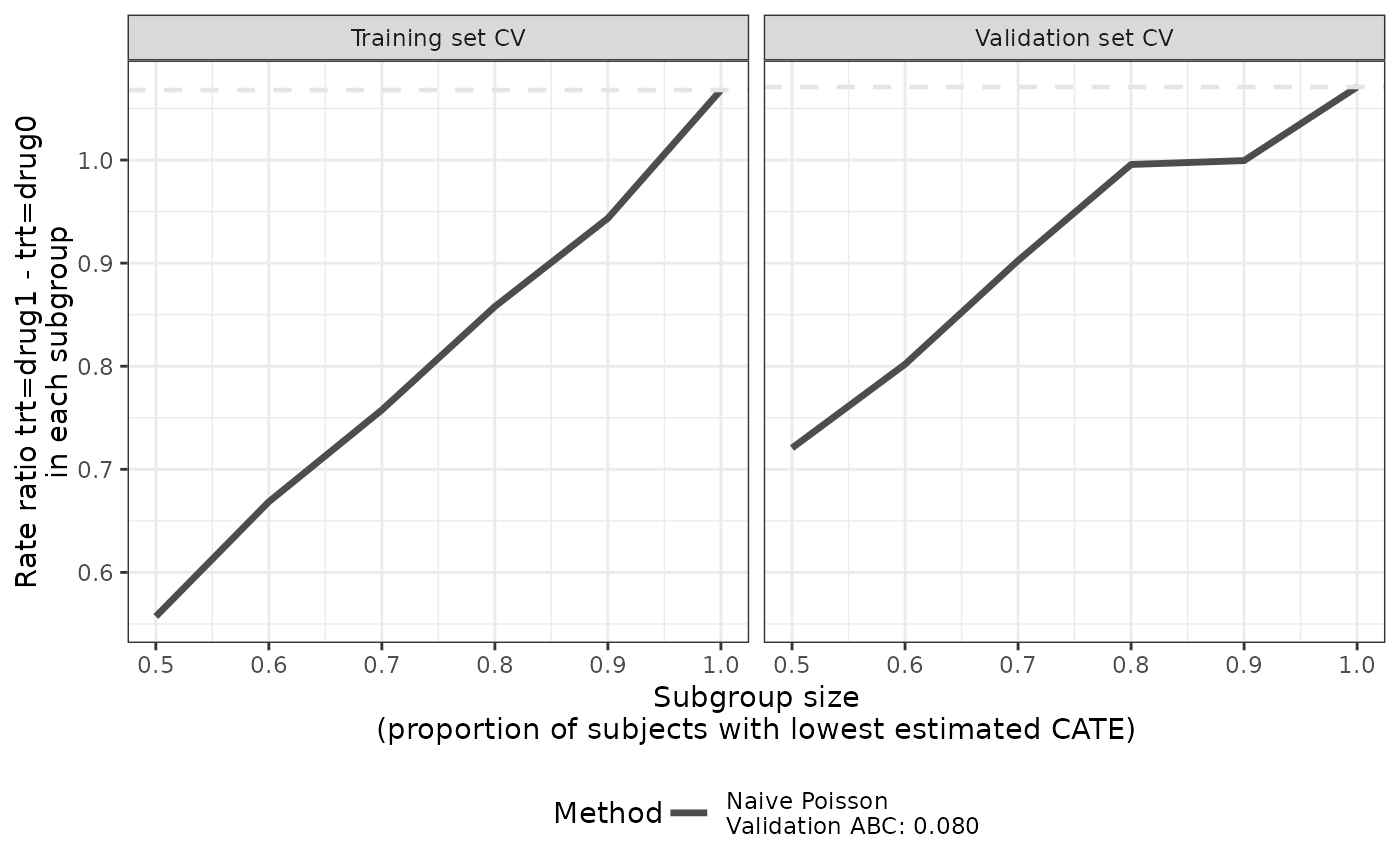 Training set CV
Validation set CV
Rate ratio trt=drug1 - trt=drug0
in each subgroup
1.0
0.9
0.8
0.7
0.6
0.5 0.6 0.7 0.8 0.9 1.0
0.5 0.6 0.7 0.8 0.9 1.0
Subgroup size
(proportion of subjects with lowest estimated CATE)
Method
Naive Poisson
Validation ABC: 0.080